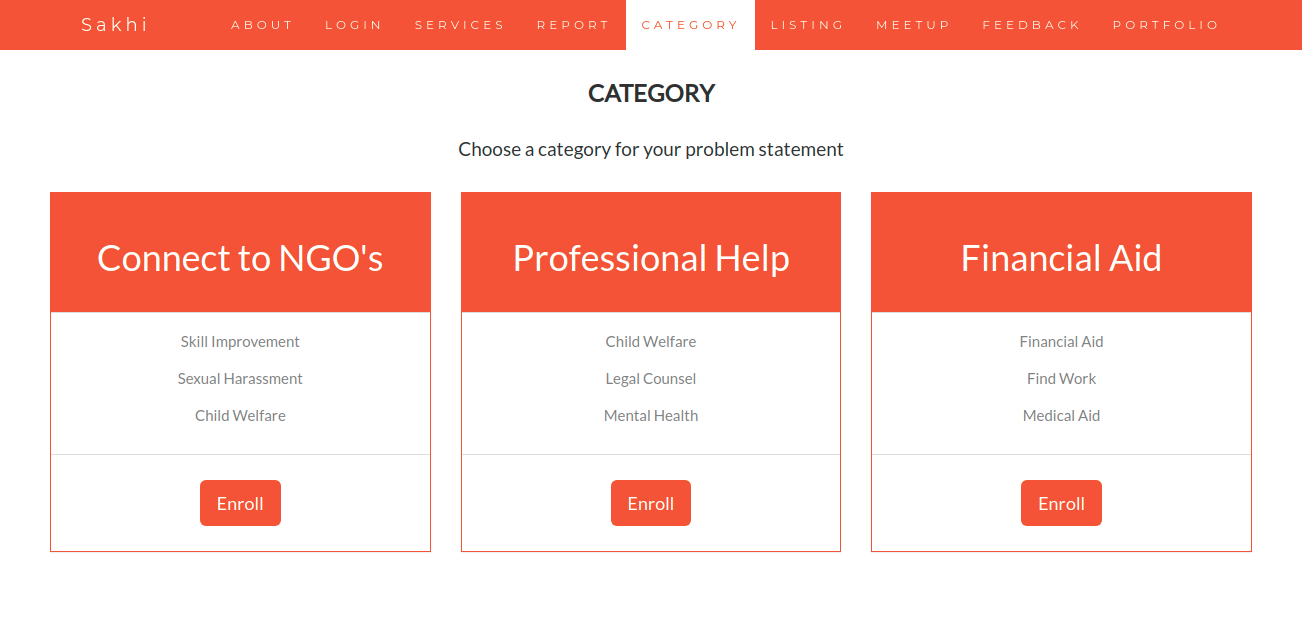 Sakhi ABOUT LOGIN SERVICES REPORT CATEGORY LISTING MEETUP FEEDBACK PORTFOLIO
CATEGORY
Choose a category for your problem statement
Connect to NGO's
Skill Improvement
Sexual Harassment
Child Welfare
Enroll
Professional Help
Child Welfare
Legal Counsel
Mental Health
Enroll
Financial Aid
Financial Aid
Find Work
Medical Aid
Enroll